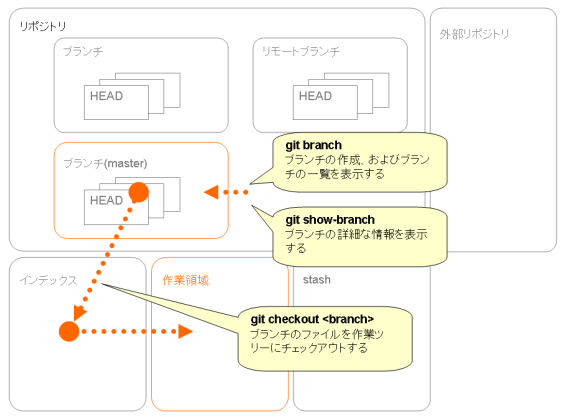 リポジトリ
外部リポジトリ
ブランチ
HEAD
リモートブランチ
HEAD
ブランチ(master)
HEAD
git branch
ブランチの作成、およびブラン
チの一覧を表示する
git show-branch
ブランチの詳細な情報を表示
する
インデックス
作業領域
stash
git checkout <branch>
ブランチのファイルを作業ツ
リーにチェックアウトする